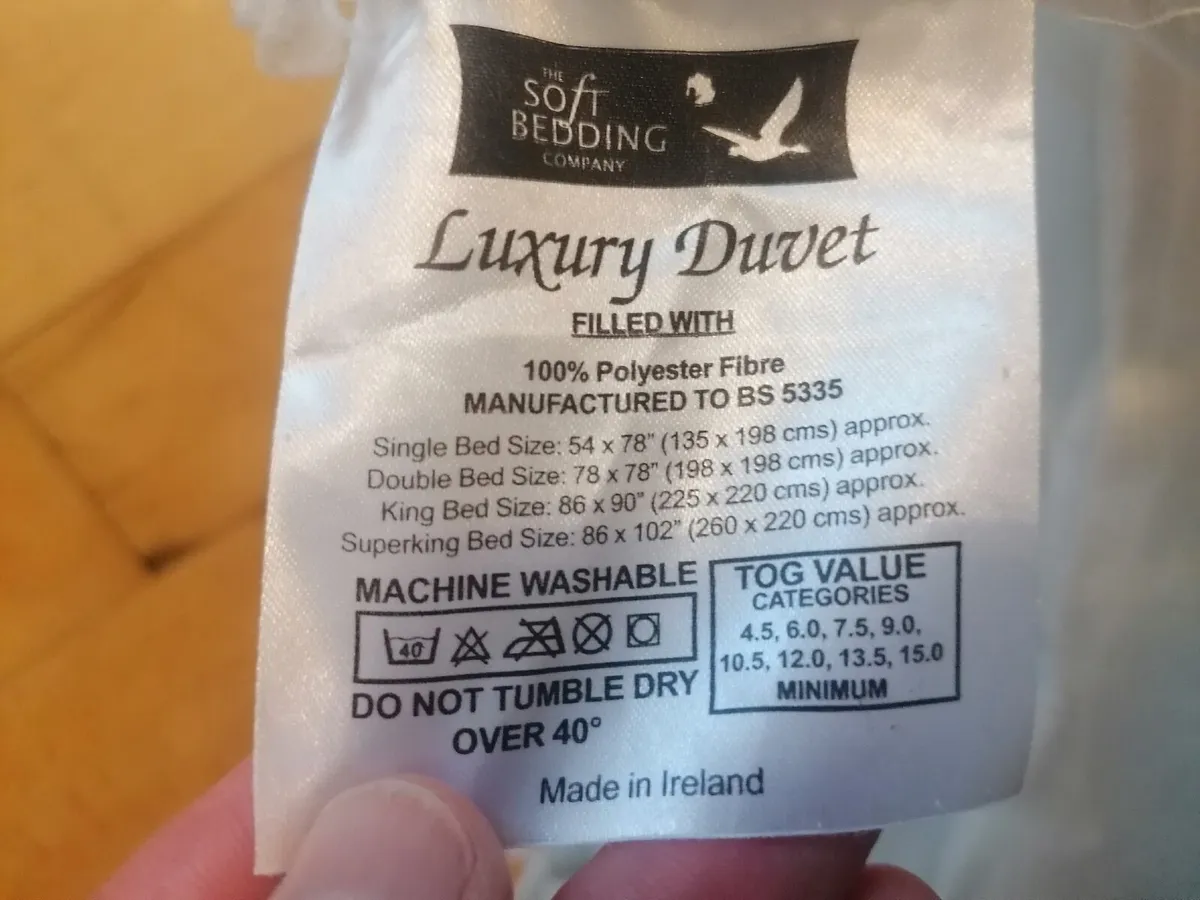 THE
SOfT
BEDDING
COMPANY
Luxury Duvet
FILLED WITH
100% Polyester Fibre
MANUFACTURED TO BS 5335
Single Bed Size: 54 x 78” (135 x 198 cms) approx.
Double Bed Size: 78 x 78” (198 x 198 cms) approx.
King Bed Size: 86 x 90” (225 x 220 cms) approx.
Superking Bed Size: 86 x 102” (260 x 220 cms) approx.
MACHINE WASHABLE
40
DO NOT TUMBLE DRY
OVER 40°
TOG VALUE
CATEGORIES
4.5, 6.0, 7.5, 9.0,
10.5, 12.0, 13.5, 15.0
MINIMUM
Made in Ireland